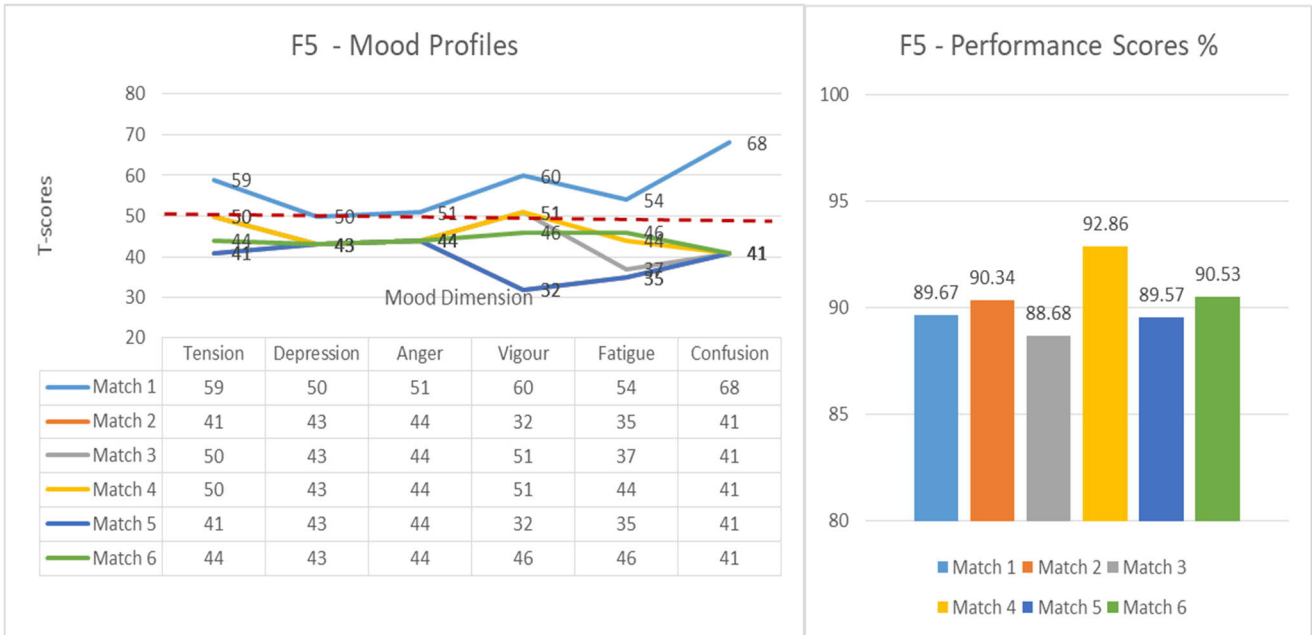 F5 - Mood Profiles
T-scores
80
70
60
50
40
30
20
59
50
51
60
54
68
50
43
44
51
44
41
44
46
46
41
37
32
35
Mood Dimension
Tension Depression Anger Vigour Fatigue Confusion
Match 1 59 50 51 60 54 68
Match 2 41 43 44 32 35 41
Match 3 50 43 44 51 37 41
Match 4 50 43 44 51 44 41
Match 5 41 43 44 32 35 41
Match 6 44 43 44 46 46 41
F5 - Performance Scores %
100
95
90
85
80
89.67
90.34
88.68
92.86
89.57
90.53
Match 1 Match 2 Match 3
Match 4 Match 5 Match 6